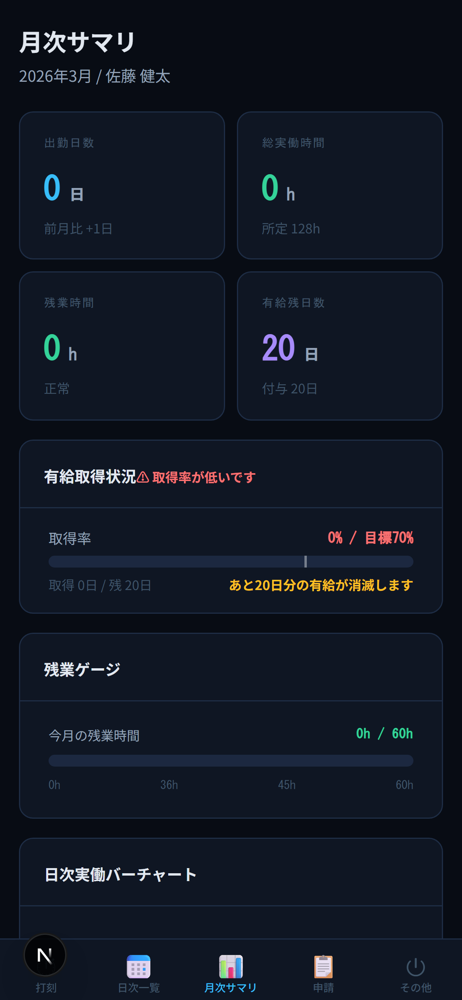 月次サマリ
2026年3月 / 佐藤 健太
出勤日数
0 日
前月比 +1日
総実働時間
0 h
所定 128h
残業時間
0 h
正常
有給残日数
20 日
付与 20日
有給取得状況⚠ 取得率が低いです
取得率
0% / 目標70%
取得 0日 / 残 20日
あと20日分の有給が消滅します
残業ゲージ
今月の残業時間
0h / 60h
0h 36h 45h 60h
日次実働バーチャート
N
打刻
日次一覧
月次サマリ
申請
その他